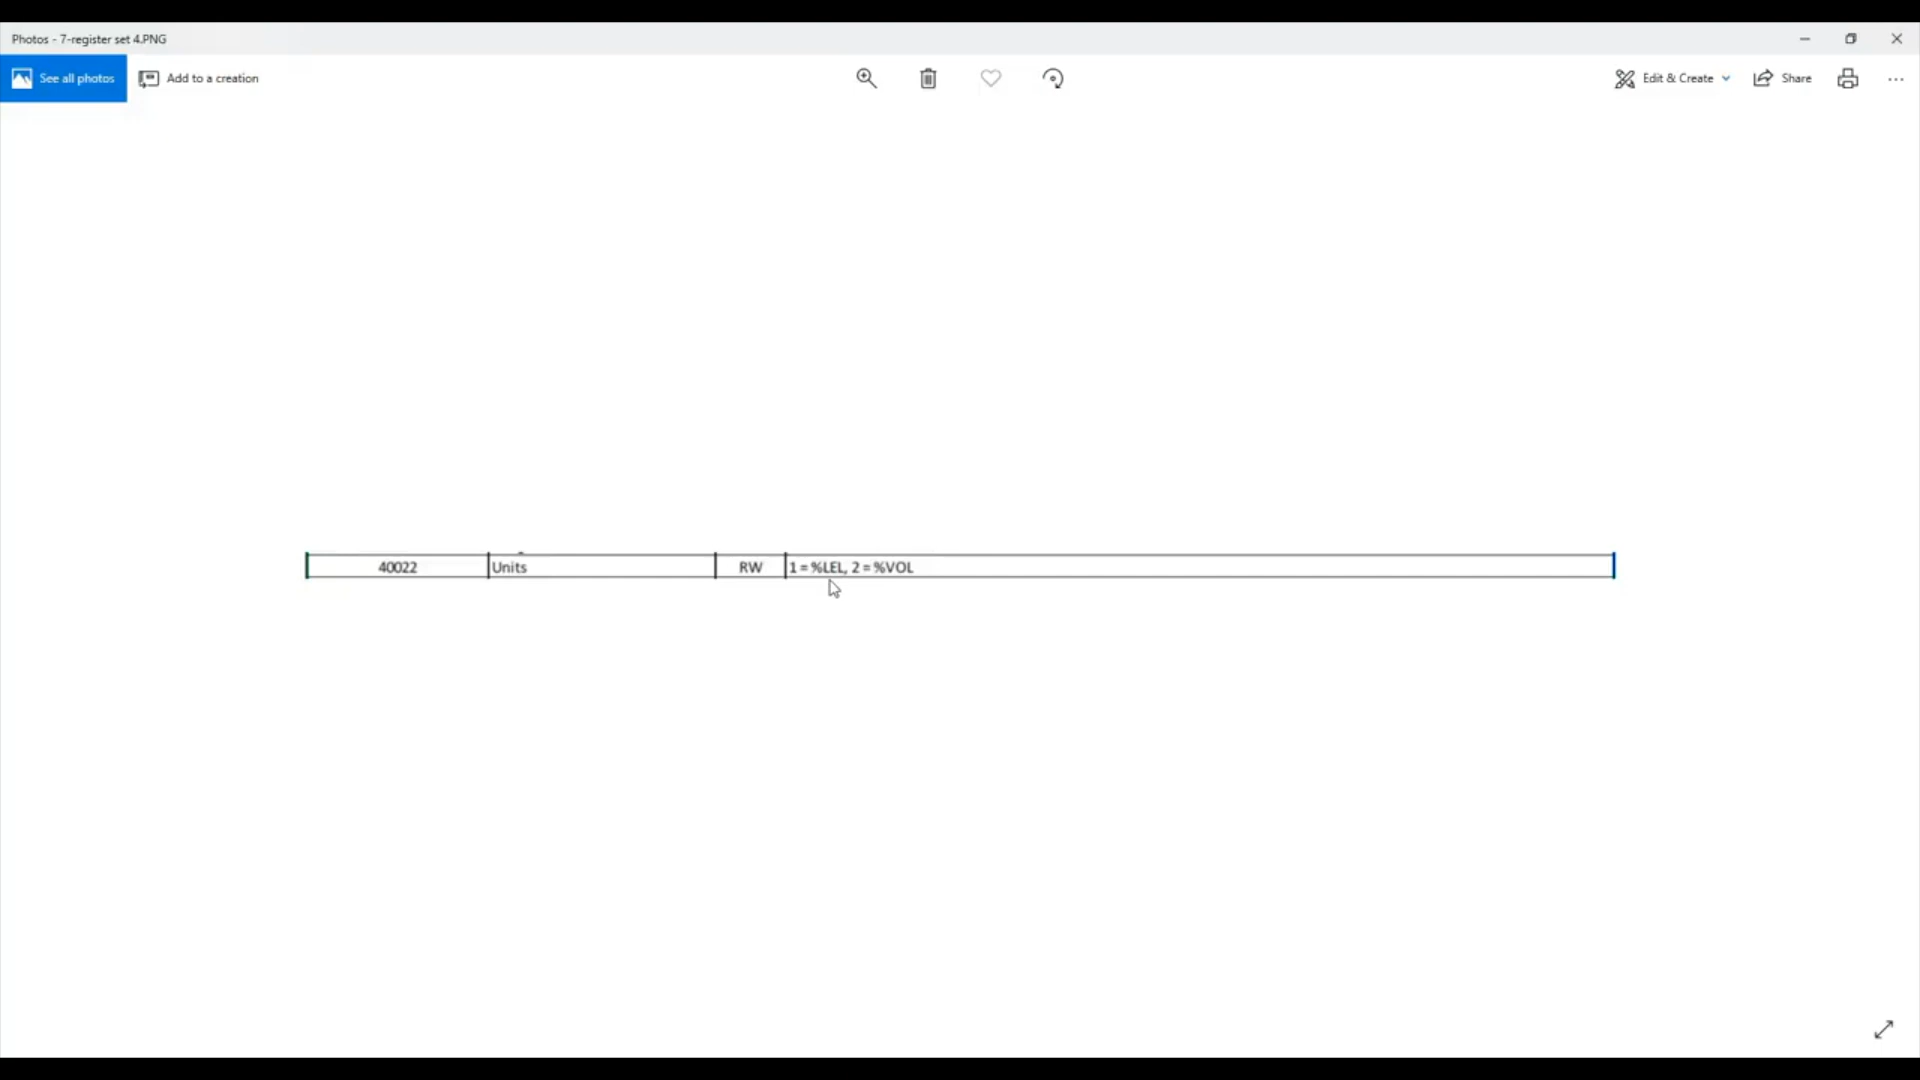 Photos - 7-register set 4.PNG
See all photos Add to a creation Edit & Create Share
40022 Units RW 1 = %LEL, 2 = %VOL